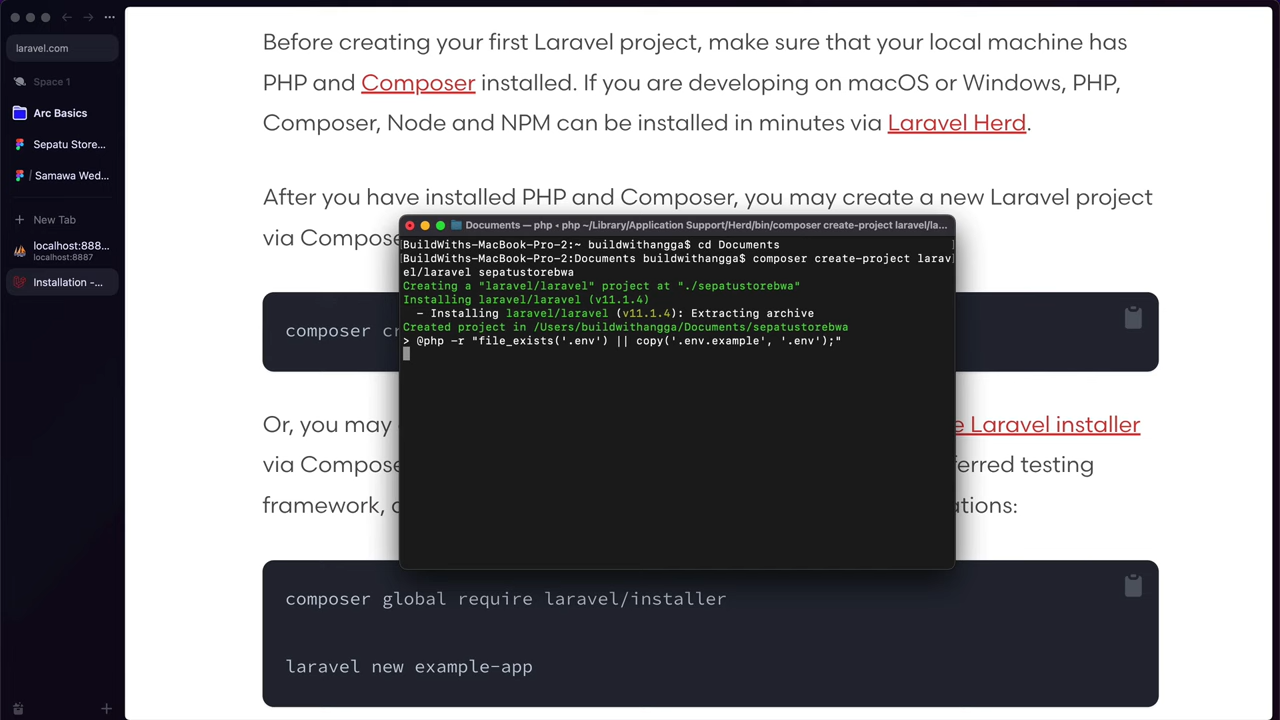 laravel.com
Space 1
Arc Basics
Sepatu Store...
/ Samawa Wed...
New Tab
localhost:888...
localhost:8887
Installation -...
Before creating your first Laravel project, make sure that your local machine has
PHP and Composer installed. If you are developing on macOS or Windows, PHP,
Composer, Node and NPM can be installed in minutes via Laravel Herd.
After you have installed PHP and Composer, you may create a new Laravel project
via
Documents — php • php ~/Library/Application Support/Herd/bin/composer create-project laravel/la...
BuildWiths-MacBook-Pro-2:~ buildwithangga$ cd Documents
BuildWiths-MacBook-Pro-2:Documents buildwithangga$ composer create-project larav
el/laravel sepatustorebwa
Creating a "laravel/laravel" project at "./sepatustorebwa"
Installing laravel/laravel (v11.1.4)
- Installing laravel/laravel (v11.1.4): Extracting archive
Created project in /Users/buildwithangga/Documents/sepatustorebwa
> @php -r "file_exists('.env') || copy('.env.example', '.env');"
composer
Or, you may
Laravel installer
via
testing
framework,
composer global require laravel/installer
laravel new example-app